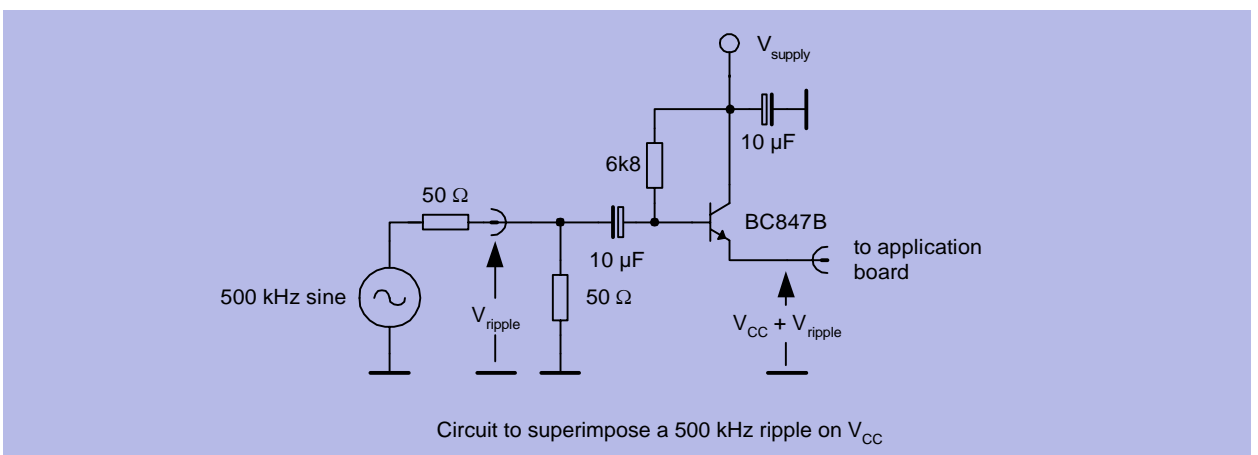 V_supply
10 µF
6k8
50 Ω
BC847B
to application
board
10 µF
500 kHz sine
50 Ω
V_ripple
V_CC + V_ripple
Circuit to superimpose a 500 kHz ripple on V_CC